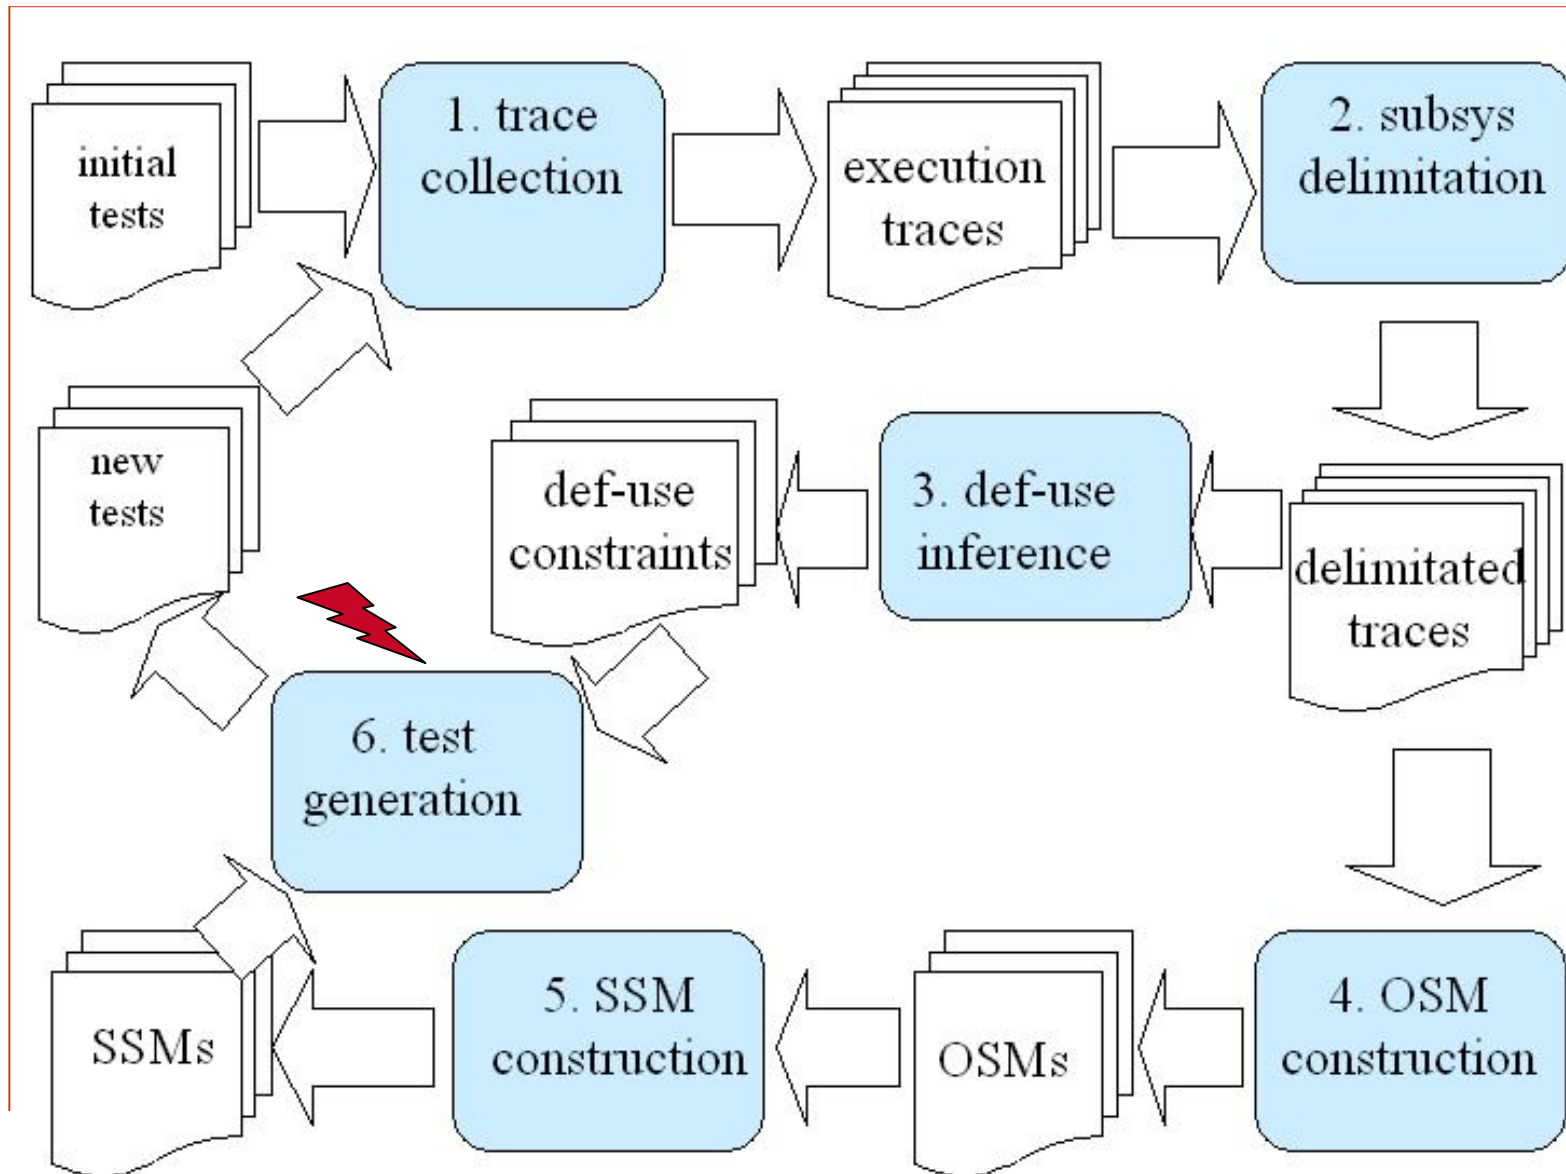 initial
tests
1. trace
collection
execution
traces
2. subsys
delimitation
new
tests
def-use
constraints
3. def-use
inference
delimitated
traces
6. test
generation
SSMs
5. SSM
construction
OSMs
4. OSM
construction